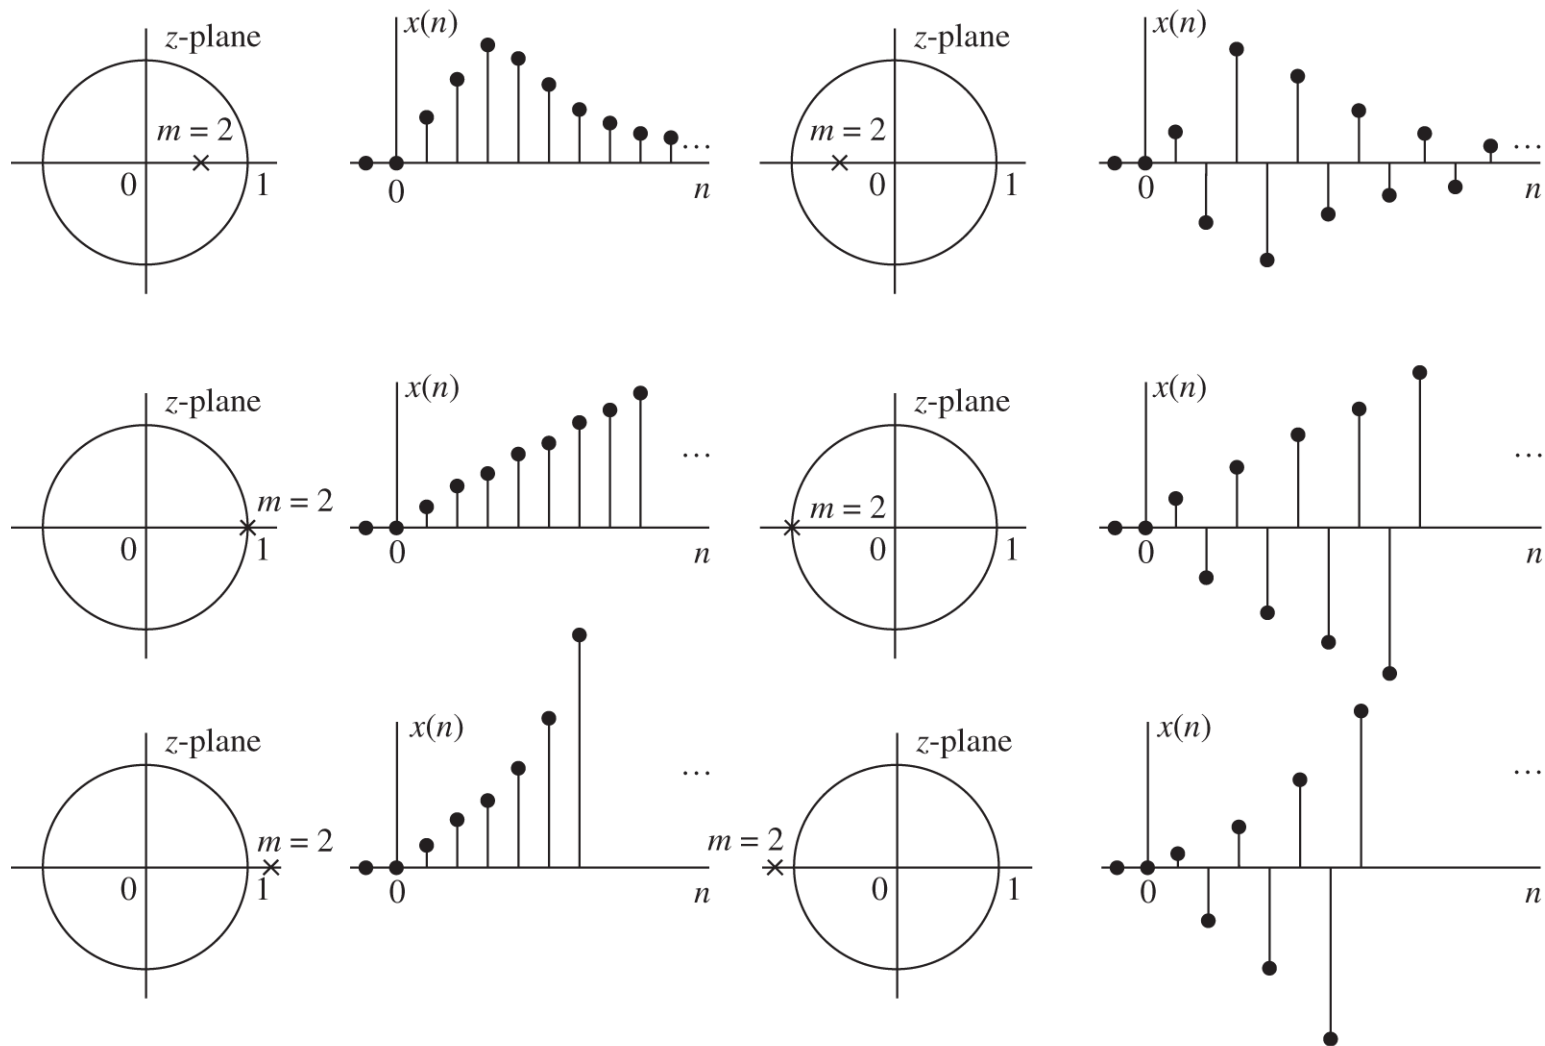 z-plane
m = 2
0
1
x(n)
...
0
n
z-plane
m = 2
0
1
x(n)
...
0
n
z-plane
m = 2
0
1
x(n)
...
0
n
z-plane
m = 2
0
1
x(n)
...
0
n
z-plane
m = 2
0
1
x(n)
...
0
n
z-plane
m = 2
0
1
x(n)
...
0
n